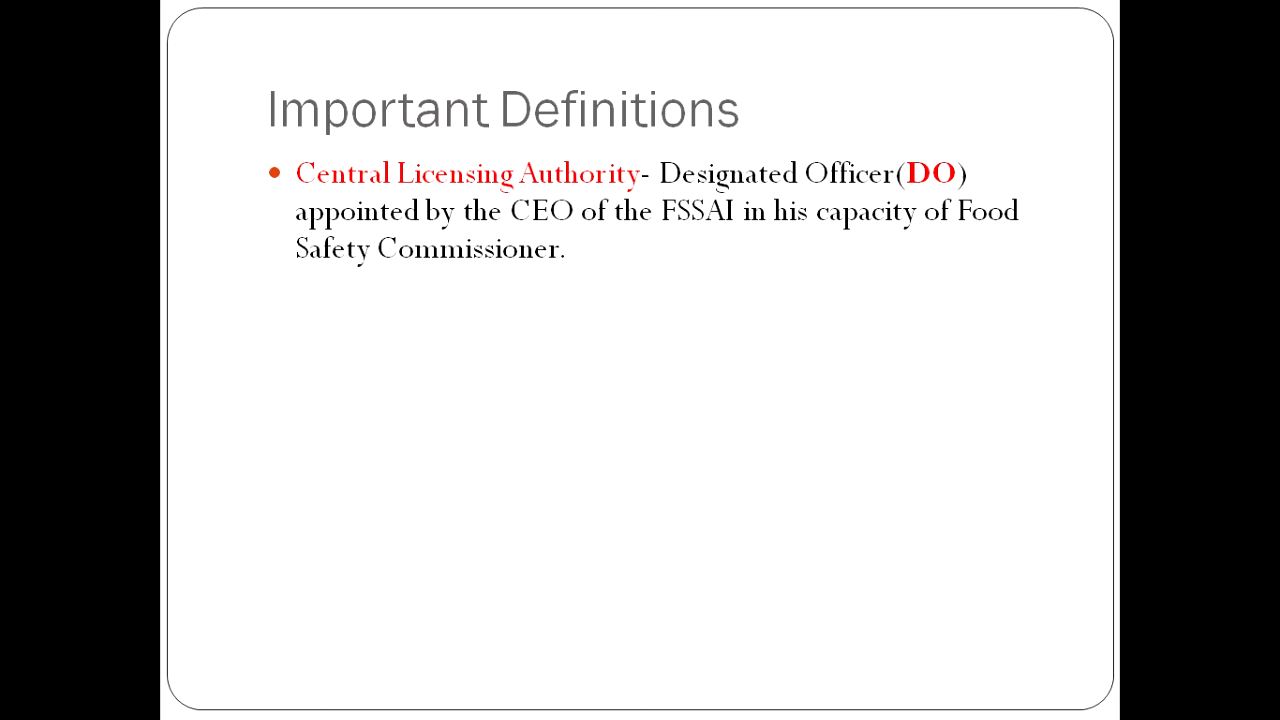 Important Definitions
• Central Licensing Authority- Designated Officer(DO)
appointed by the CEO of the FSSAI in his capacity of Food
Safety Commissioner.